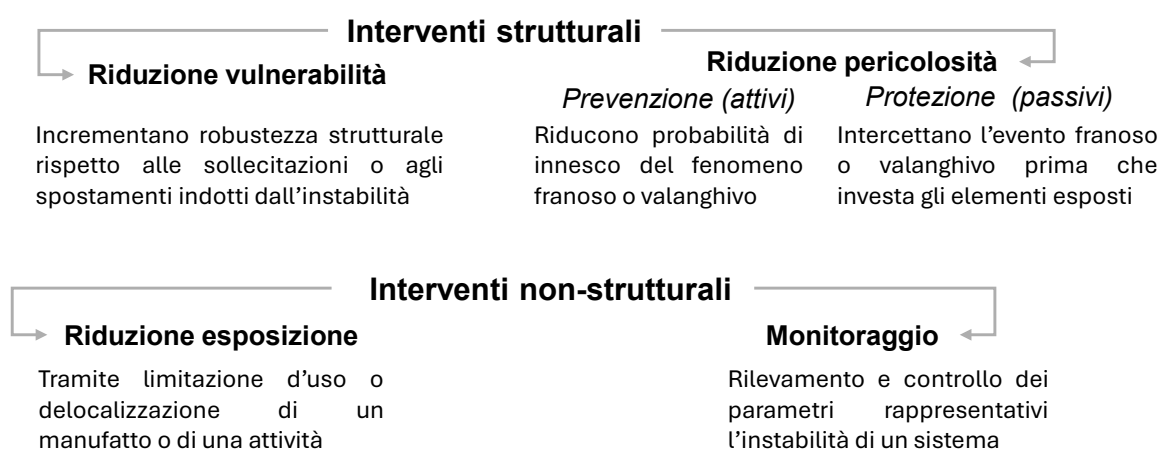 Interventi strutturali
Riduzione vulnerabilità
Incrementano robustezza strutturale
rispetto alle sollecitazioni o agli
spostamenti indotti dall’instabilità
Riduzione pericolosità
Prevenzione (attivi)
Riducono probabilità di
innesco del fenomeno
franoso o valanghivo
Protezione (passivi)
Intercettano l’evento franoso
o valanghivo prima che
investa gli elementi esposti
Interventi non-strutturali
Riduzione esposizione
Tramite limitazione d’uso o
delocalizzazione di un
manufatto o di una attività
Monitoraggio
Rilevamento e controllo dei
parametri rappresentativi
l’instabilità di un sistema